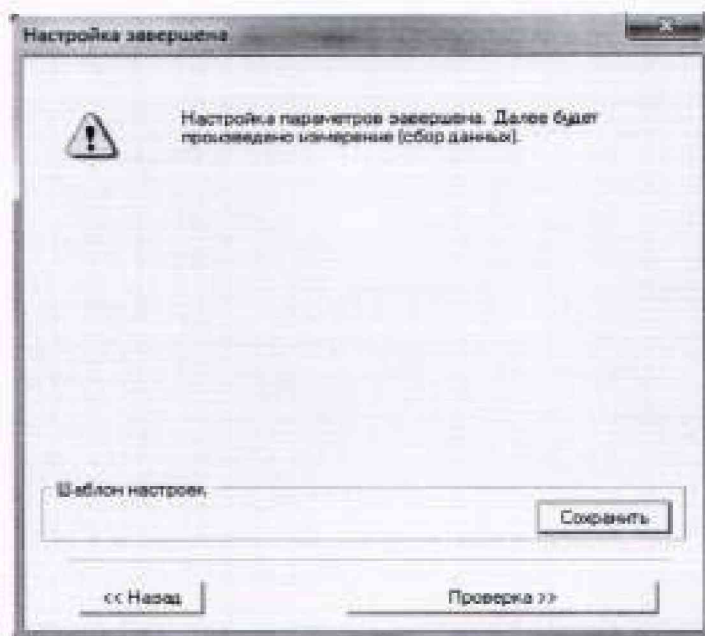 Настройка завершена
Настройка параметров завершена. Далее будет
произведено измерение (сбор данных).
Шаблон настроек
Сохранить
<< Назад
Проверка >>